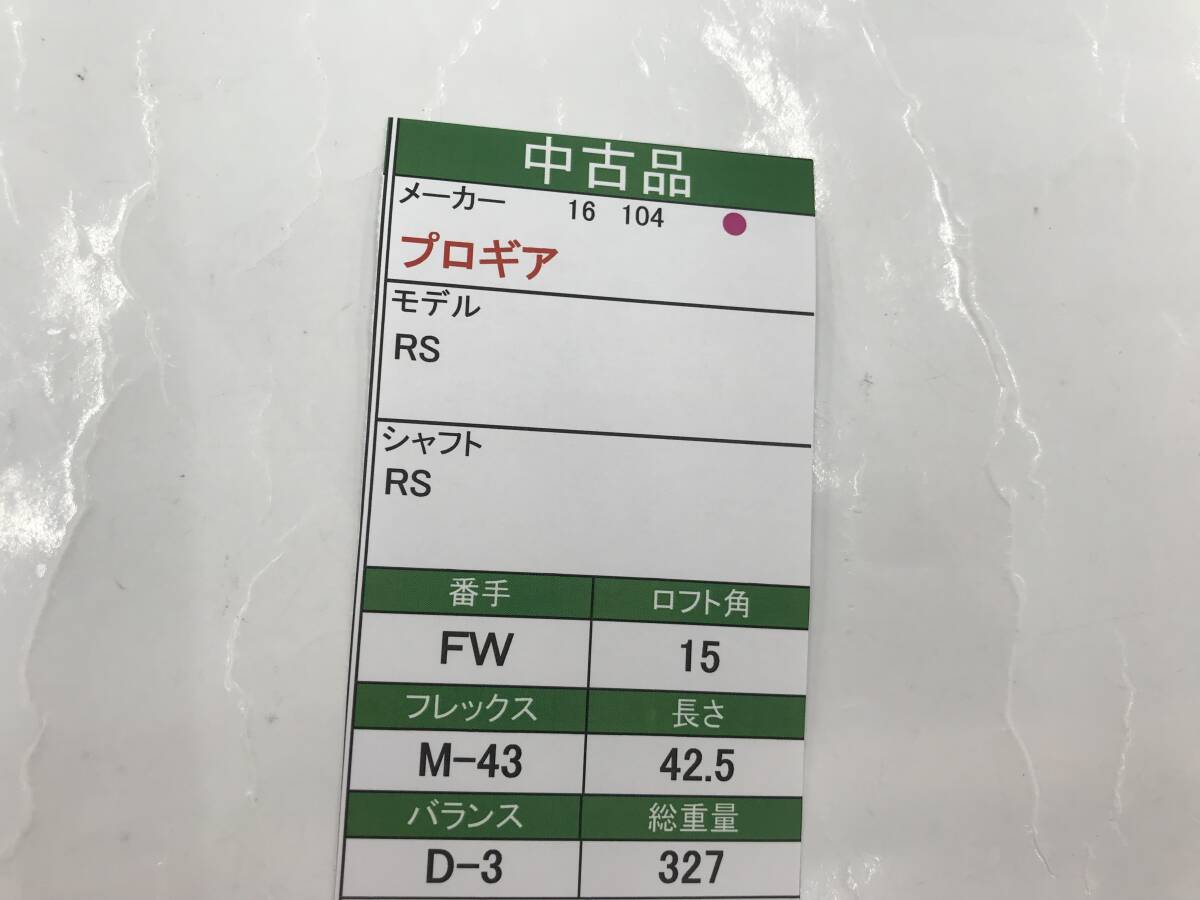 中古品
メーカー 16 104
プロギア
モデル
RS
シャフト
RS
番手 ロフト角
FW 15
フレックス 長さ
M-43 42.5
バランス 総重量
D-3 327